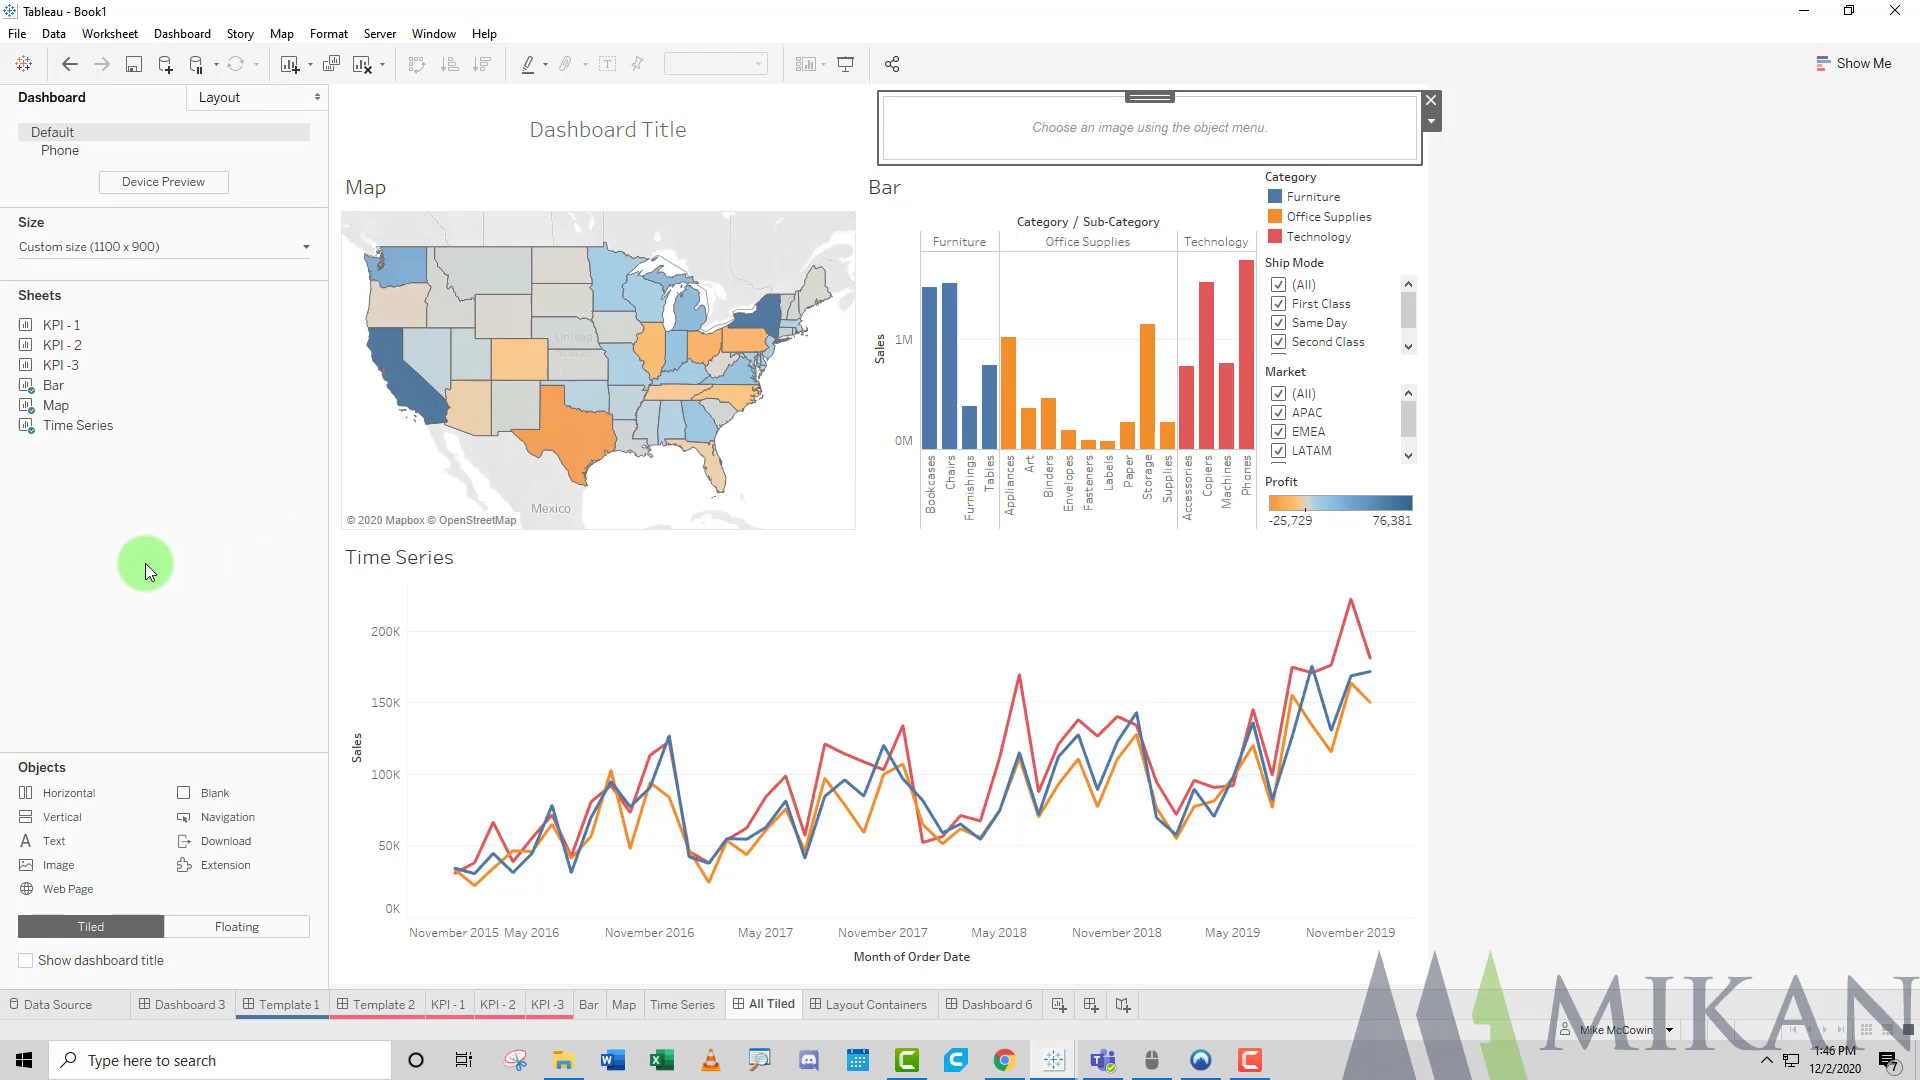 Tableau - Book1
File Data Worksheet Dashboard Story Map Format Server Window Help
Show Me
Dashboard Layout
Default
Phone
Device Preview
Size
Custom size (1100 x 900)
Sheets
KPI - 1
KPI - 2
KPI -3
Bar
Map
Time Series
Objects
Horizontal Blank
Vertical Navigation
Text Download
Image Extension
Web Page
Tiled Floating
Show dashboard title
Dashboard Title
Choose an image using the object menu.
Map
United
States
Mexico
© 2020 Mapbox © OpenStreetMap
Bar
Category / Sub-Category
Furniture Office Supplies Technology
Sales
1M
0M
Bookcases
Chairs
Furnishings
Tables
Appliances
Art
Binders
Envelopes
Fasteners
Labels
Paper
Storage
Supplies
Accessories
Copiers
Machines
Phones
Category
Furniture
Office Supplies
Technology
Ship Mode
(All)
First Class
Same Day
Second Class
Market
(All)
APAC
EMEA
LATAM
Profit
-25,729 76,381
Time Series
Sales
200K
150K
100K
50K
0K
November 2015 May 2016 November 2016 May 2017 November 2017 May 2018 November 2018 May 2019 November 2019
Month of Order Date
Data Source Dashboard 3 Template 1 Template 2 KPI - 1 KPI - 2 KPI -3 Bar Map Time Series All Tiled Layout Containers Dashboard 6
MIKAN
Mike McCowin
Type here to search
1:46 PM
12/2/2020
7